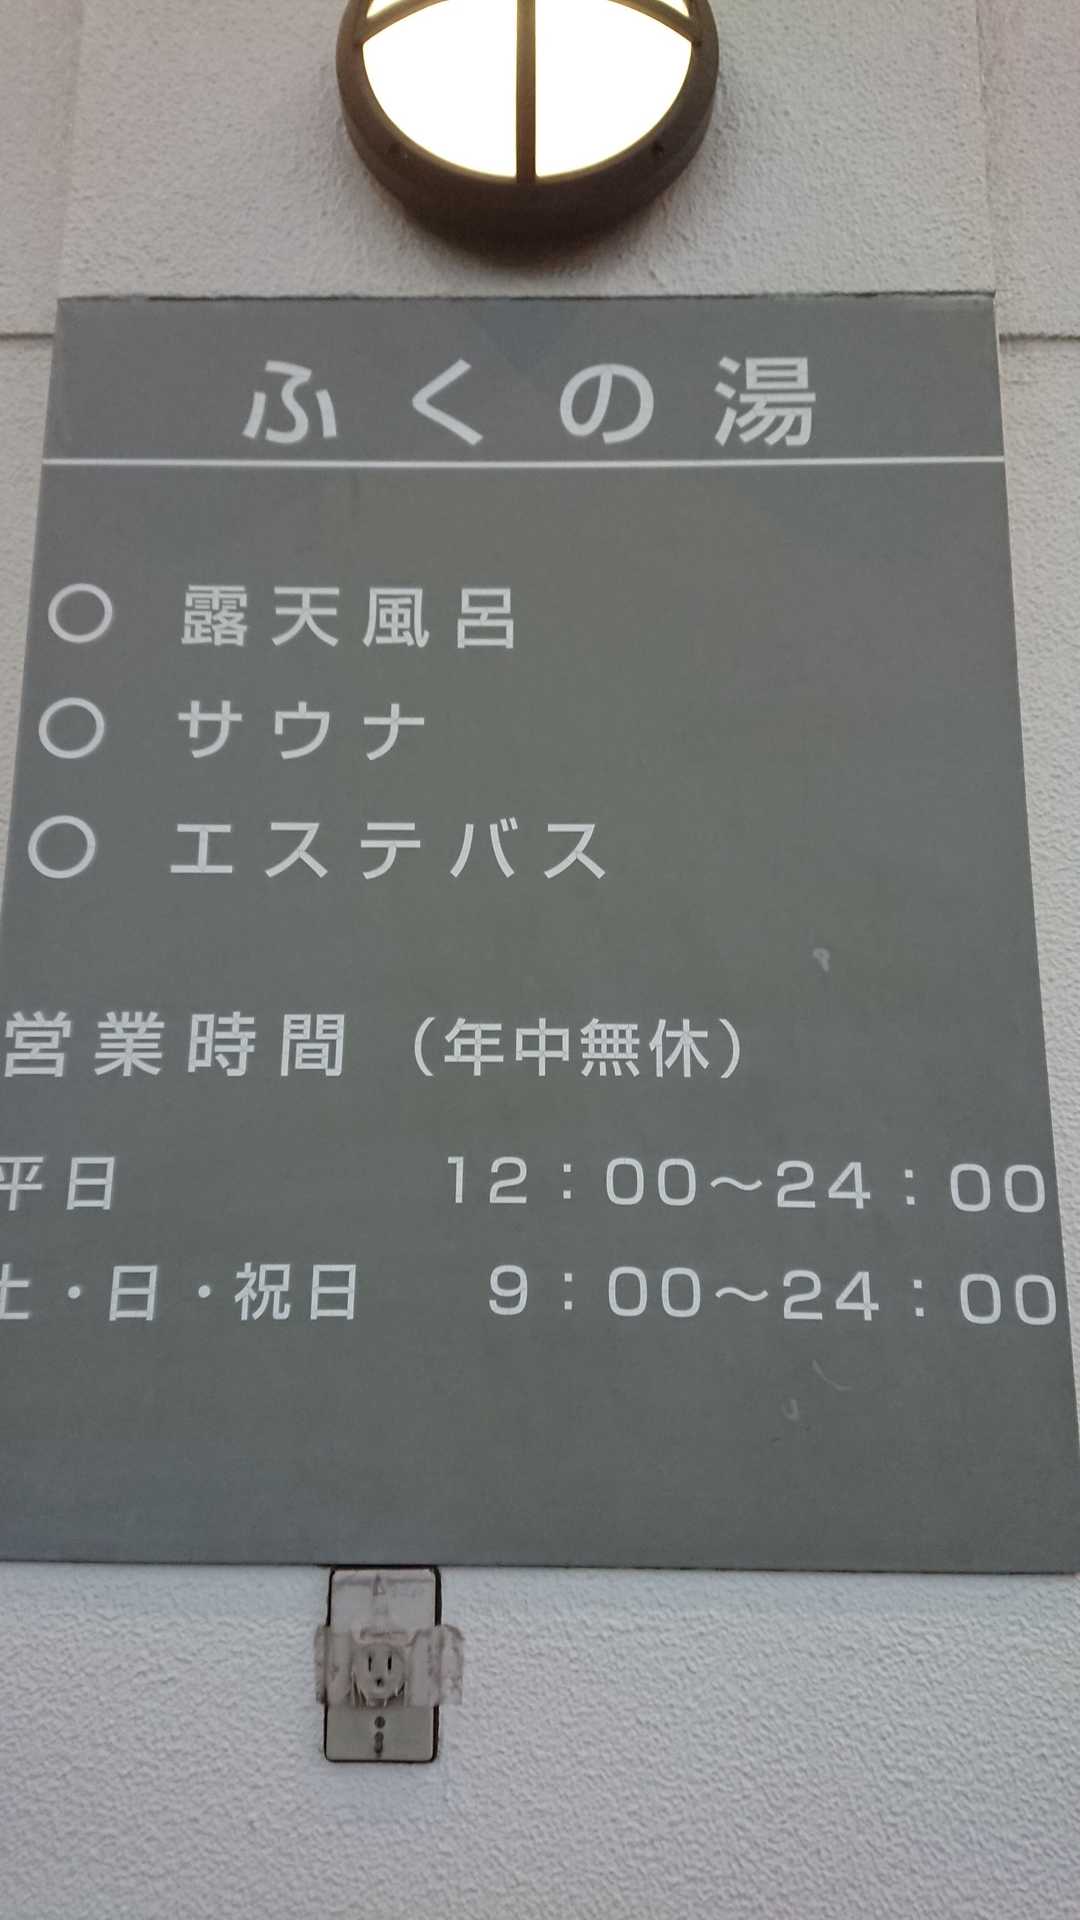 ふくの湯
○ 露天風呂
○ サウナ
○ エステバス
営業時間 (年中無休)
平日 12:00～24:00
土・日・祝日 9:00～24:00